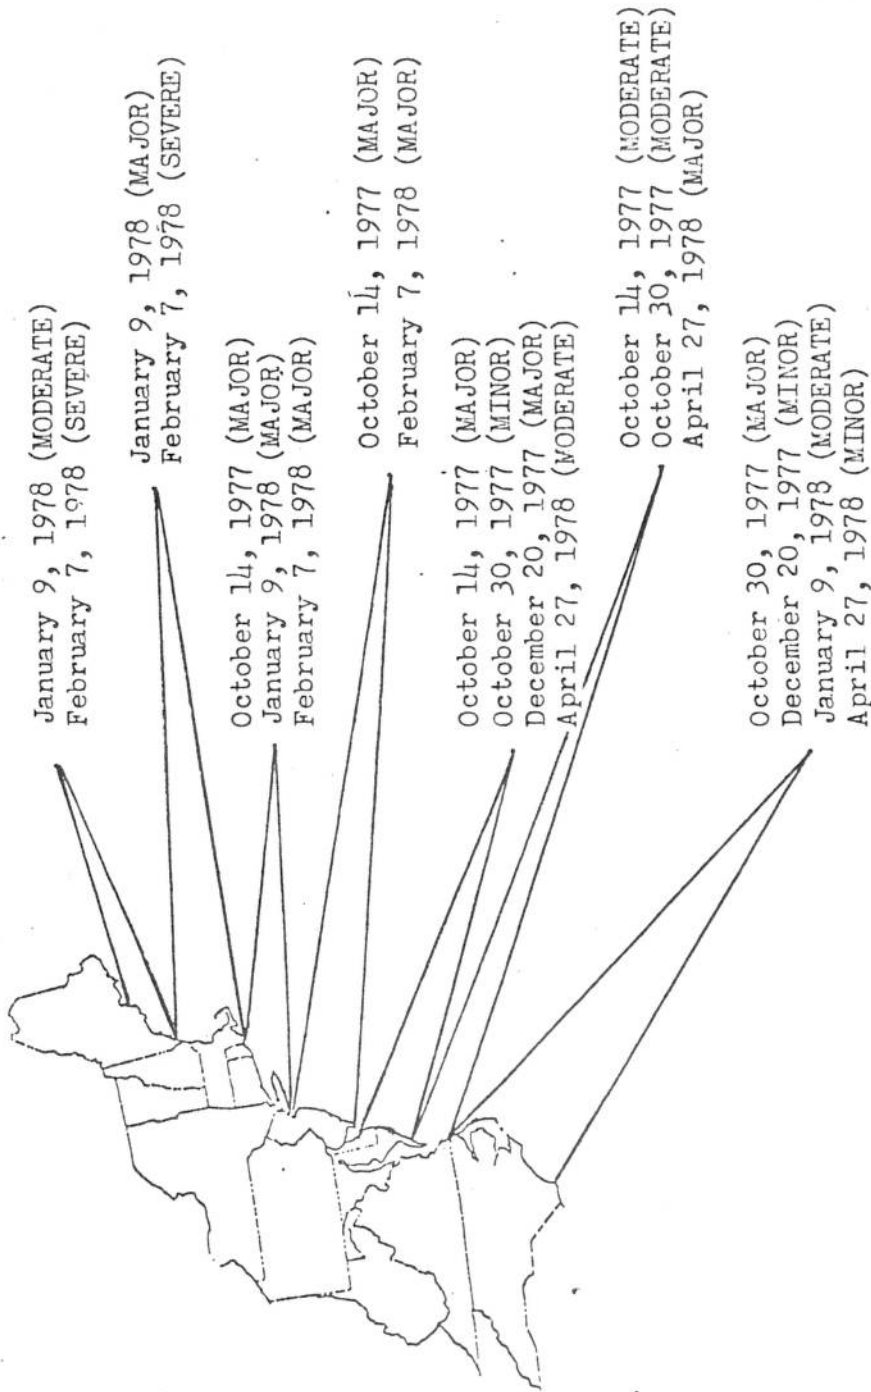 January 9, 1978 (MODERATE)
February 7, 1978 (SEVERE)
January 9, 1978 (MAJOR)
February 7, 1978 (SEVERE)
October 14, 1977 (MAJOR)
January 9, 1978 (MAJOR)
February 7, 1978 (MAJOR)
October 14, 1977 (MAJOR)
February 7, 1978 (MAJOR)
October 14, 1977 (MAJOR)
October 30, 1977 (MINOR)
December 20, 1977 (MAJOR)
April 27, 1978 (MODERATE)
October 14, 1977 (MODERATE)
October 30, 1977 (MODERATE)
April 27, 1978 (MAJOR)
October 30, 1977 (MAJOR)
December 20, 1977 (MINOR)
January 9, 1978 (MODERATE)
April 27, 1978 (MINOR)